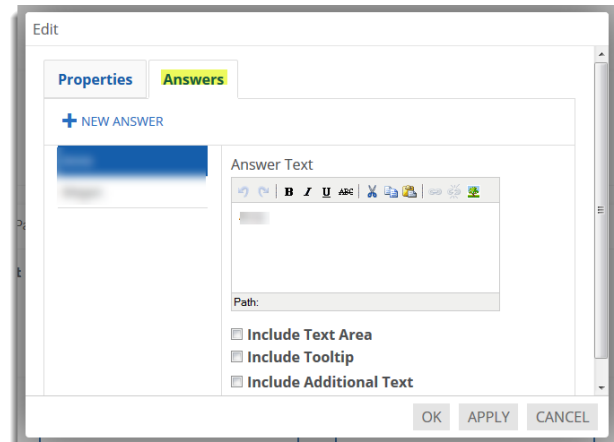 Edit
Properties Answers
NEW ANSWER
Answer Text
B I U ABC
Path:
Include Text Area
Include Tooltip
Include Additional Text
OK APPLY CANCEL